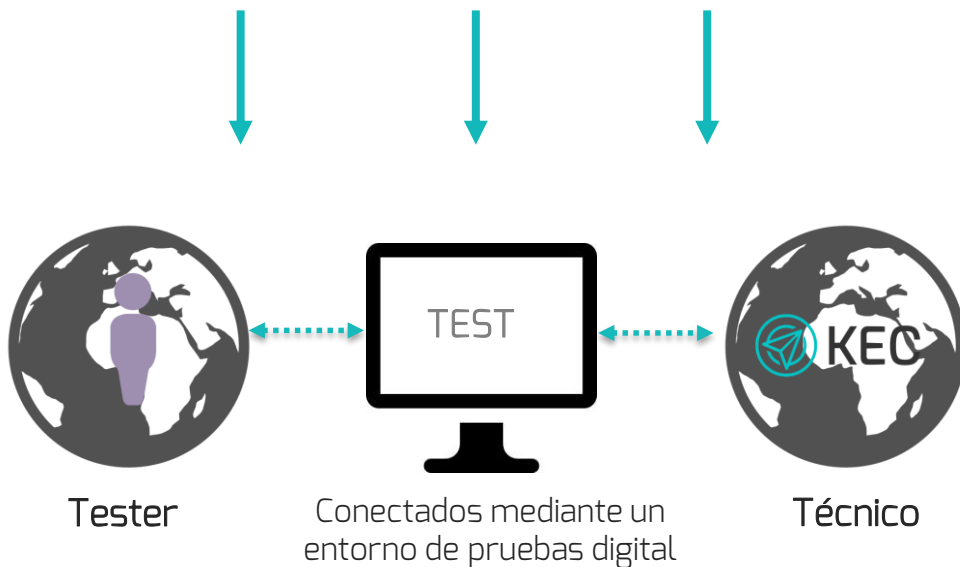 TEST
KEC
Tester
Conectados mediante un
entorno de pruebas digital
Técnico